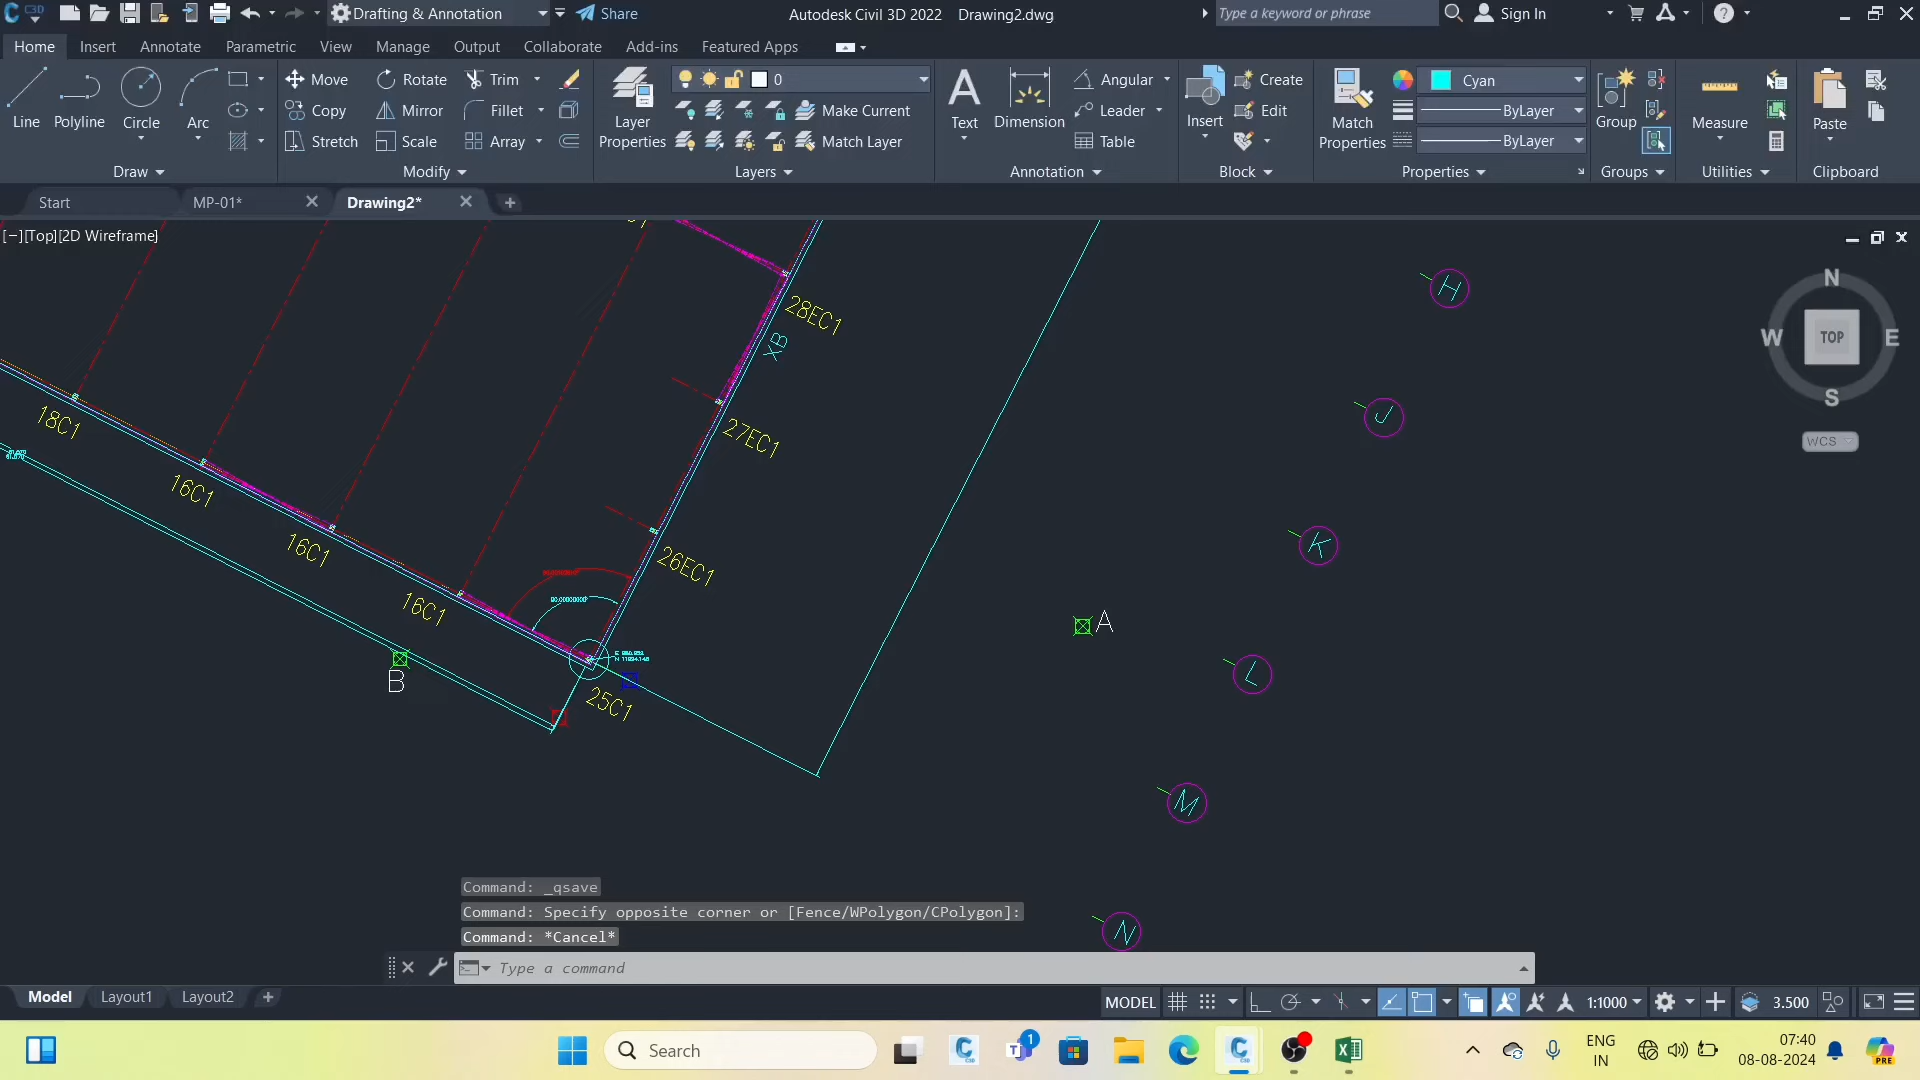 Drafting & Annotation
Share
Autodesk Civil 3D 2022 Drawing2.dwg
Type a keyword or phrase
Sign In
Home Insert Annotate Parametric View Manage Output Collaborate Add-ins Featured Apps
Line Polyline Circle Arc
Move Rotate Trim
Copy Mirror Fillet
Stretch Scale Array
Layer Properties
0
Make Current
Match Layer
Text Dimension
Angular
Leader
Table
Insert
Create
Edit
Match Properties
Cyan
ByLayer
ByLayer
Group
Measure
Paste
Draw Modify Layers Annotation Block Properties Groups Utilities Clipboard
Start MP-01* Drawing2*
[−][Top][2D Wireframe]
N
W TOP E
S
WCS
H
28EC1
XB
J
18C1
27EC1
16C1
K
16C1
26EC1
16C1
90.00000000°
A
B
L
25C1
M
N
Command: _qsave
Command: Specify opposite corner or [Fence/WPolygon/CPolygon]:
Command: *Cancel*
Type a command
Model Layout1 Layout2
MODEL
1:1000
3.500
Search
1
ENG
IN
07:40
08-08-2024
PRE